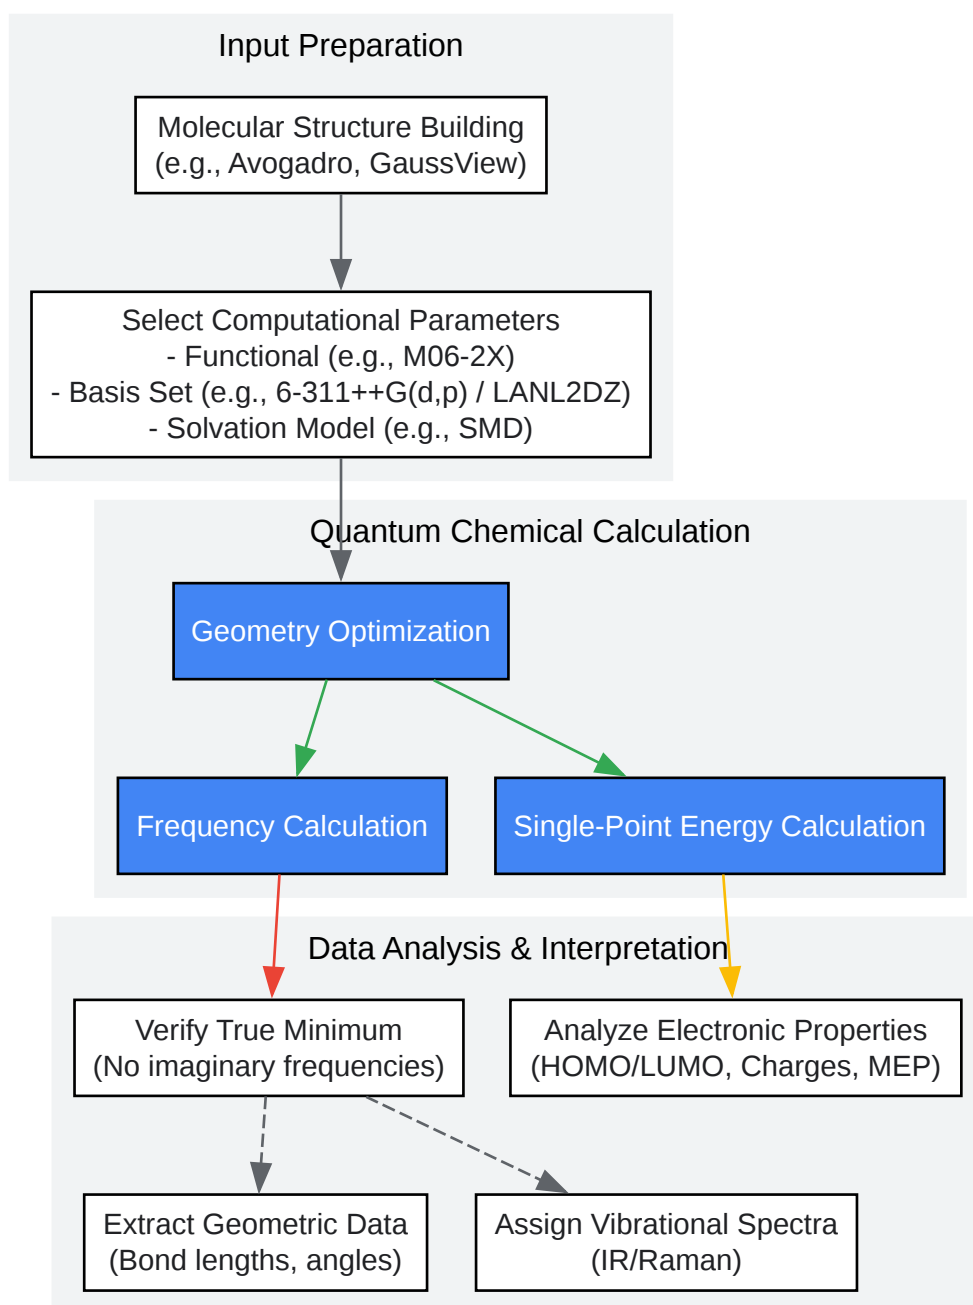 Input Preparation
Molecular Structure Building
(e.g., Avogadro, GaussView)
Select Computational Parameters
- Functional (e.g., M06-2X)
- Basis Set (e.g., 6-311++G(d,p) / LANL2DZ)
- Solvation Model (e.g., SMD)
Quantum Chemical Calculation
Geometry Optimization
Frequency Calculation
Single-Point Energy Calculation
Data Analysis & Interpretation
Verify True Minimum
(No imaginary frequencies)
Analyze Electronic Properties
(HOMO/LUMO, Charges, MEP)
Extract Geometric Data
(Bond lengths, angles)
Assign Vibrational Spectra
(IR/Raman)